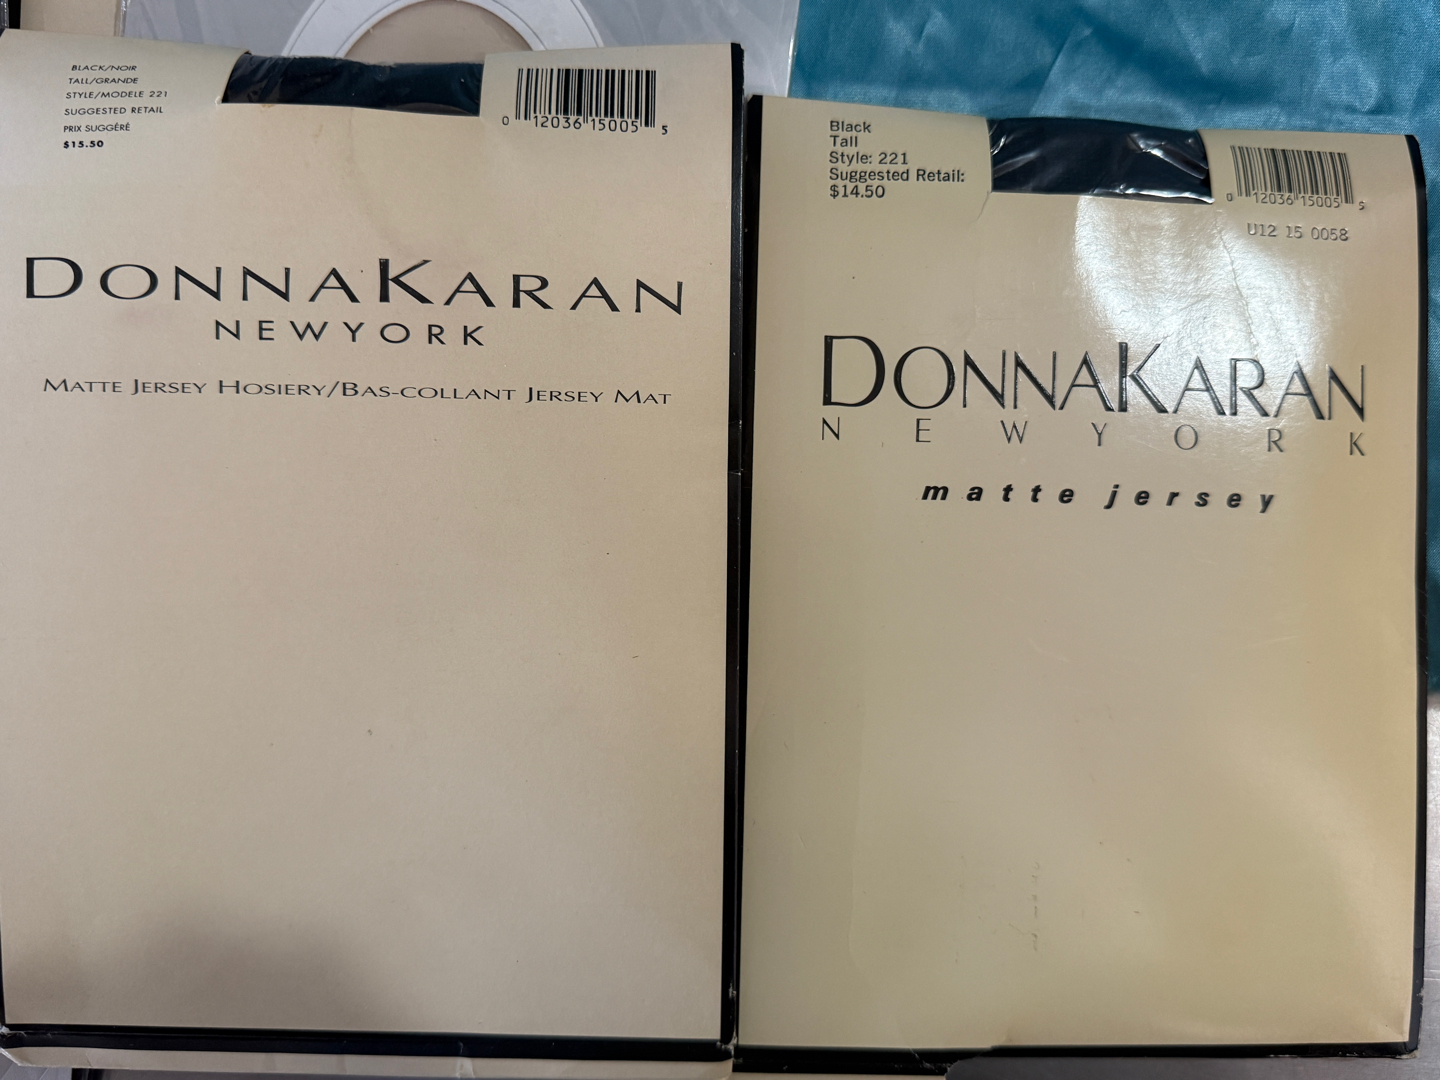 BLACK/NOIR
TALL/GRANDE
STYLE/MODELE 221
SUGGESTED RETAIL
PRIX SUGGÉRÉ
$15.50
0 12036 15005 5
DONNAKARAN
NEWYORK
MATTE JERSEY HOSIERY/BAS-COLLANT JERSEY MAT
Black
Tall
Style: 221
Suggested Retail:
$14.50
0 12036 15005 5
U12 15 0058
DONNAKARAN
NEW YORK
matte jersey